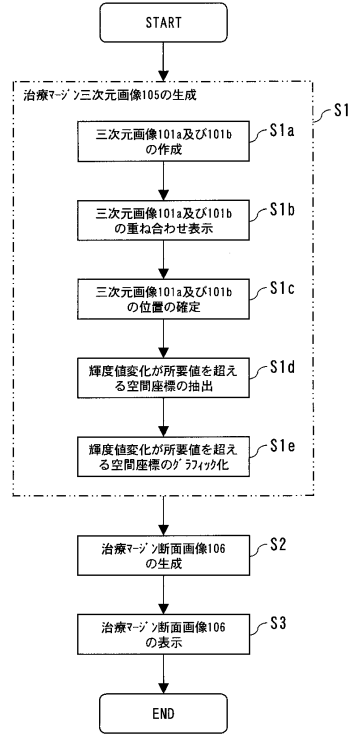 START
治療ﾏｰｼﾞﾝ三次元画像105の生成
S1
三次元画像101a及び101b
の作成
S1a
三次元画像101a及び101b
の重ね合わせ表示
S1b
三次元画像101a及び101b
の位置の確定
S1c
輝度値変化が所要値を超え
る空間座標の抽出
S1d
輝度値変化が所要値を超え
る空間座標のｸﾞﾗﾌｨｯｸ化
S1e
治療ﾏｰｼﾞﾝ断面画像106
の生成
S2
治療ﾏｰｼﾞﾝ断面画像106
の表示
S3
END